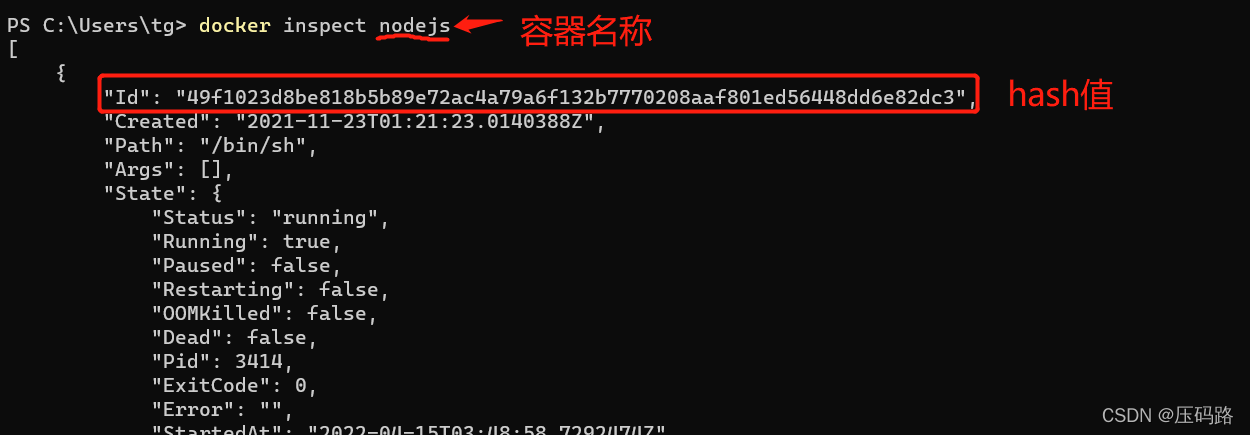 PS C:\Users\tg> docker inspect nodejs 容器名称
[
{
"Id": "49f1023d8be818b5b89e72ac4a79a6f132b7770208aaf801ed56448dd6e82dc3", hash值
"Created": "2021-11-23T01:21:23.0140388Z",
"Path": "/bin/sh",
"Args": [],
"State": {
"Status": "running",
"Running": true,
"Paused": false,
"Restarting": false,
"OOMKilled": false,
"Dead": false,
"Pid": 3414,
"ExitCode": 0,
"Error": "",
"StartedAt": "2022-04-15T03:48:58.7292474Z"
CSDN @压码路